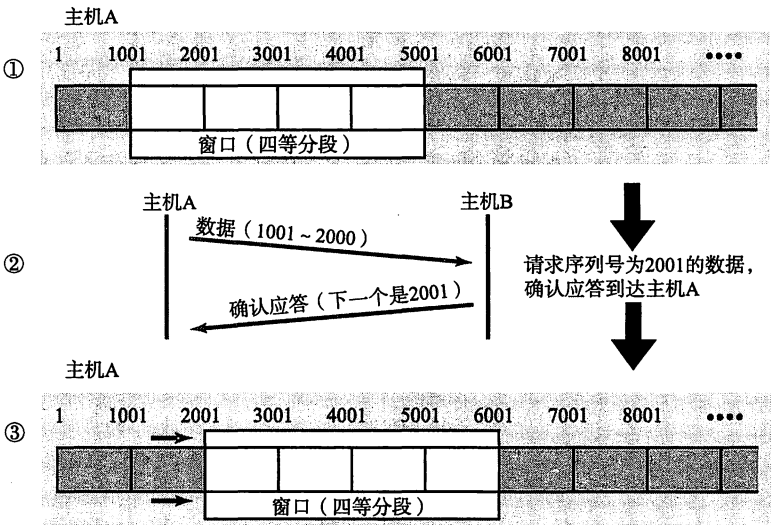 主机A
1 1001 2001 3001 4001 5001 6001 7001 8001 ••••
①
窗口（四等分段）
主机A 主机B
数据（1001～2000）
②
请求序列号为2001的数据，
确认应答到达主机A
确认应答（下一个是2001）
主机A
1 1001 2001 3001 4001 5001 6001 7001 8001 ••••
③
窗口（四等分段）